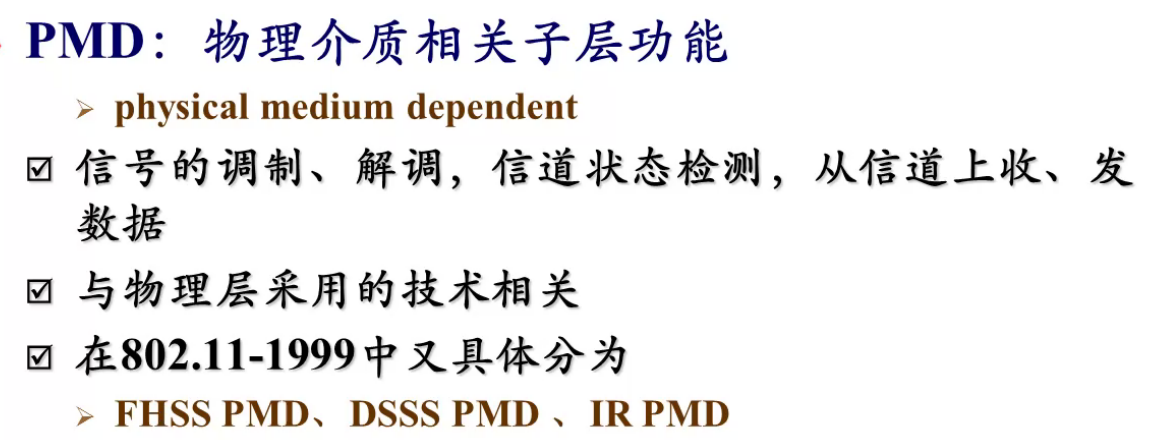 PMD：物理介质相关子层功能
physical medium dependent
信号的调制、解调，信道状态检测，从信道上收、发
数据
与物理层采用的技术相关
在802.11-1999中又具体分为
FHSS PMD、DSSS PMD 、IR PMD